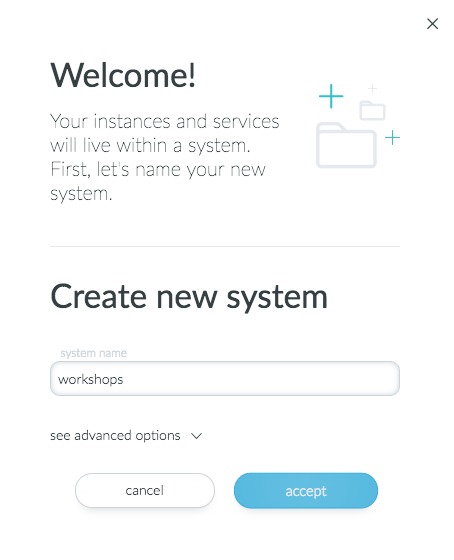 Welcome!
Your instances and services
will live within a system.
First, let's name your new
system.
Create new system
system name
workshops
see advanced options
cancel
accept